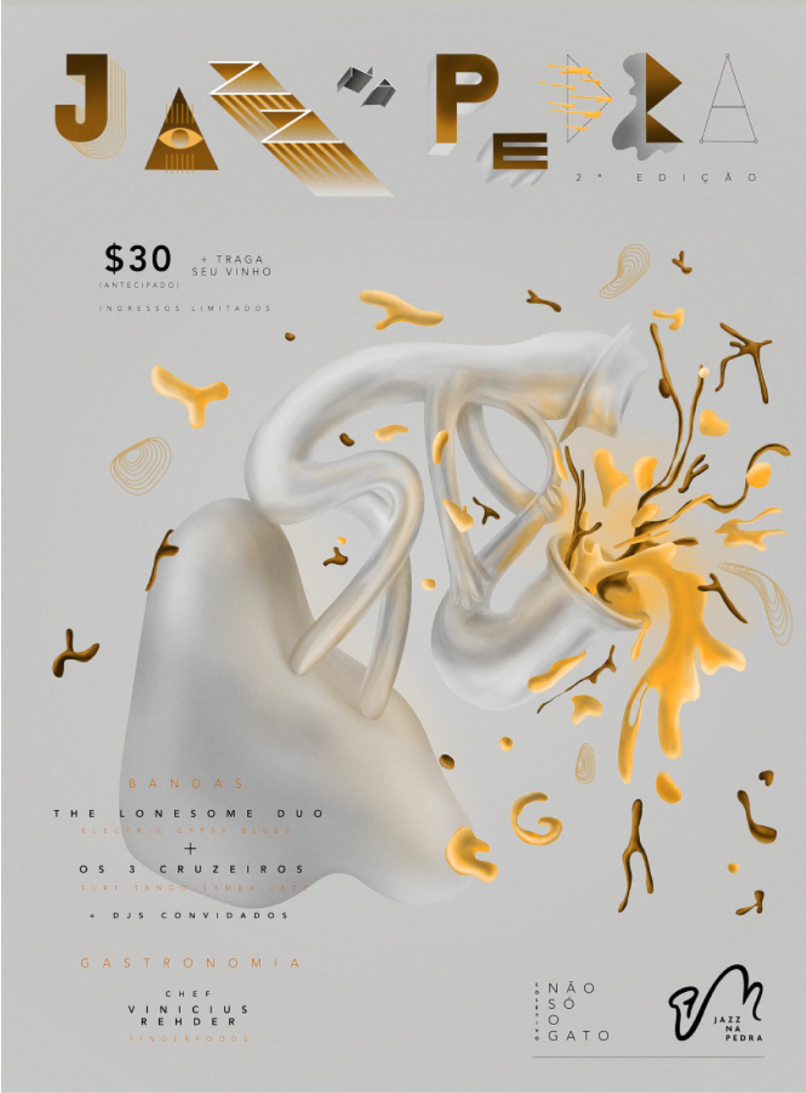 JAZZ na PEDRA
2ª EDIÇÃO
$30
(ANTECIPADO)
+ TRAGA
SEU VINHO
INGRESSOS LIMITADOS
BANDAS
THE LONESOME DUO
ELECTRIC GYPSY BLUES
+
OS 3 CRUZEIROS
SURF-TANGO SAMBA-JAZZ
+ DJS CONVIDADOS
GASTRONOMIA
CHEF
VINICIUS
REHDER
FINGERFOODS
COLETIVO
NÃO
SÓ
O
GATO
JAZZ
NA
PEDRA